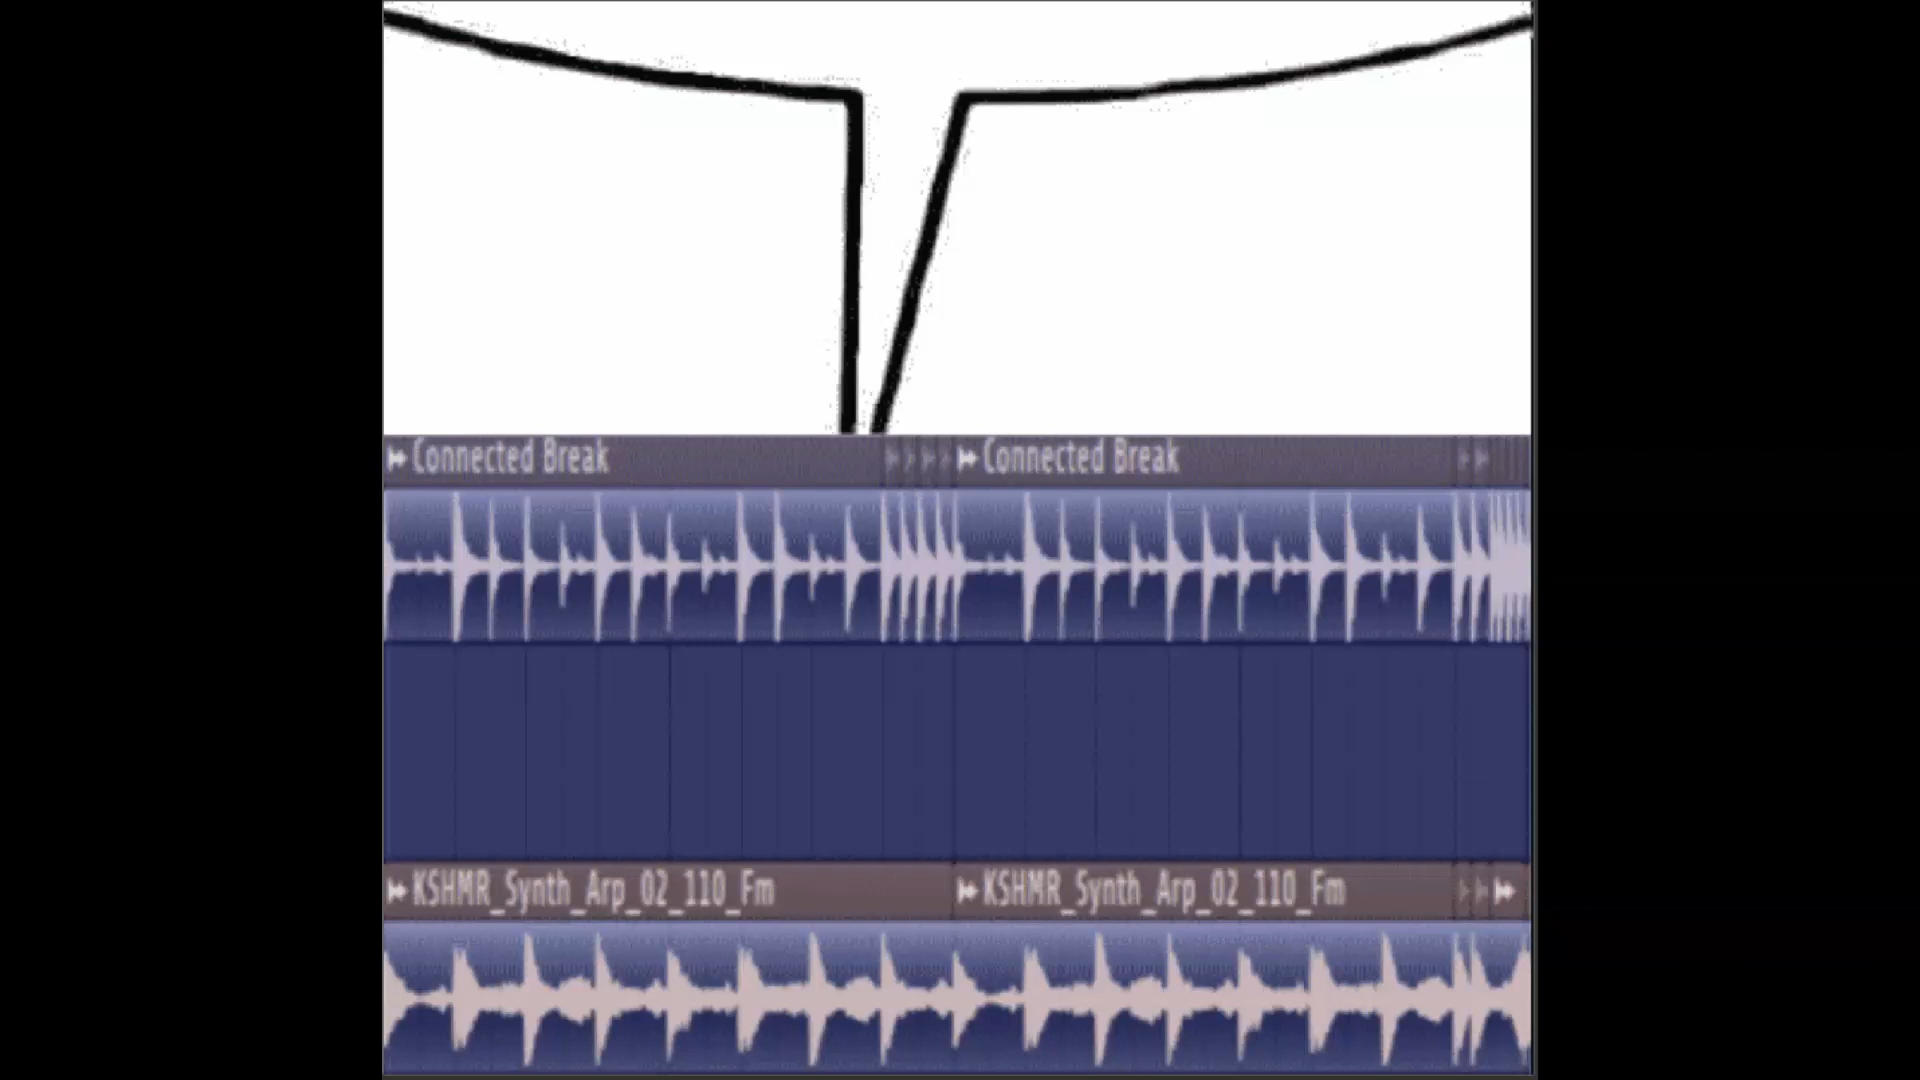 Connected Break Connected Break
KSHMR_Synth_Arp_02_110_Fm KSHMR_Synth_Arp_02_110_Fm